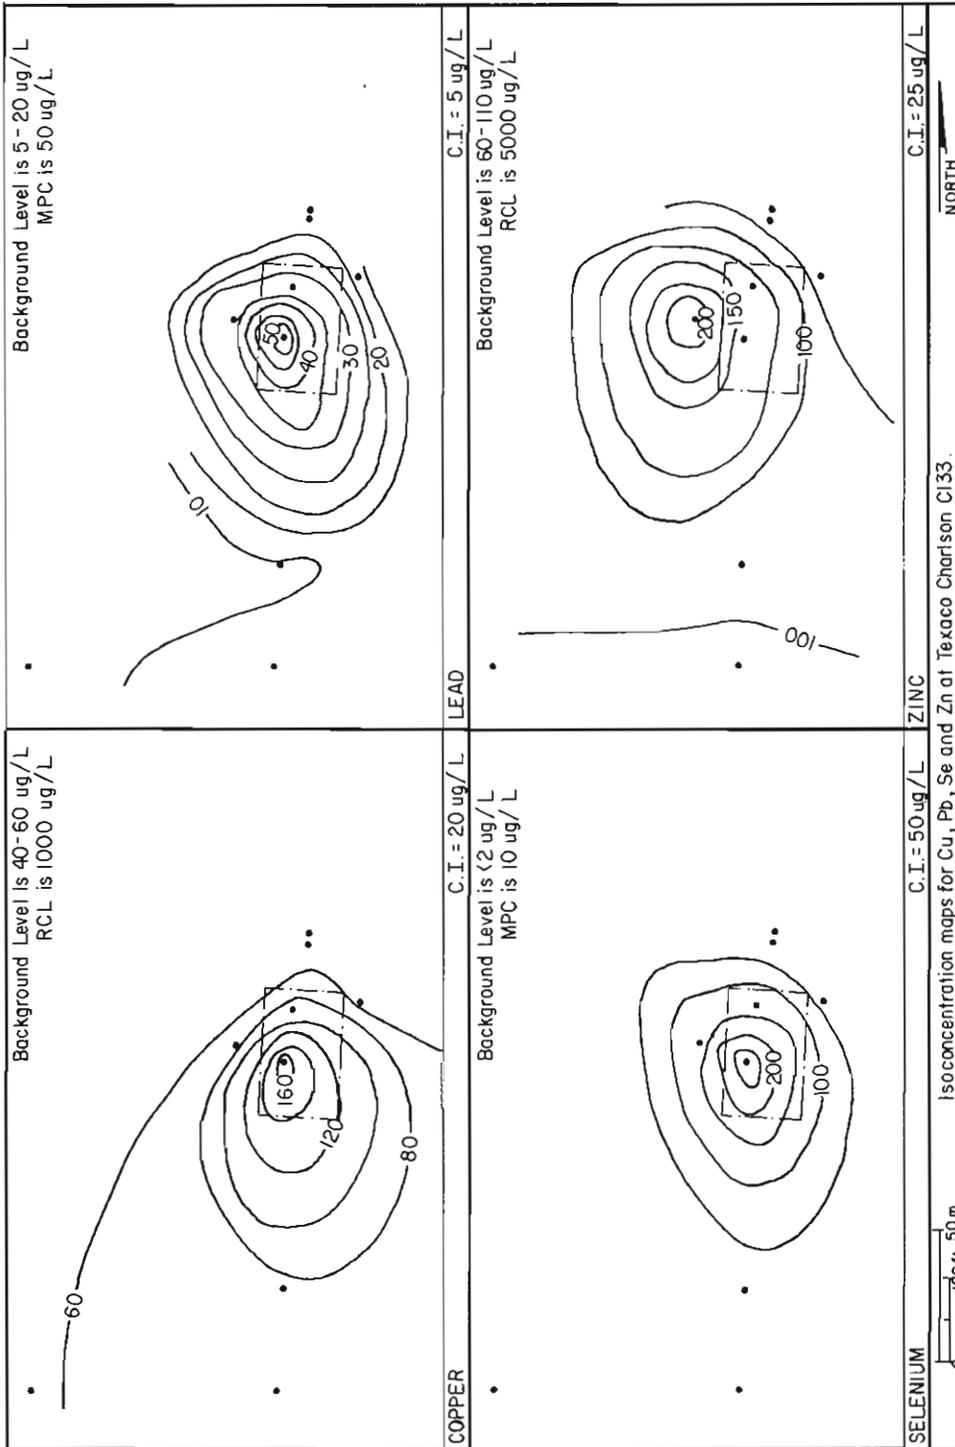 Background Level is 40-60 ug/L
RCL is 1000 ug/L
60
80
120
160
COPPER
C.I. = 20 ug/L
Background Level is 5-20 ug/L
MPC is 50 ug/L
10
20
30
40
50
LEAD
C.I. = 5 ug/L
Background Level is <2 ug/L
MPC is 10 ug/L
100
200
SELENIUM
C.I. = 50 ug/L
Background Level is 60-110 ug/L
RCL is 5000 ug/L
100
100
150
200
ZINC
C.I. = 25 ug/L
50 m
NORTH
Isoconcentration maps for Cu, Pb, Se and Zn at Texaco Charlson C133.